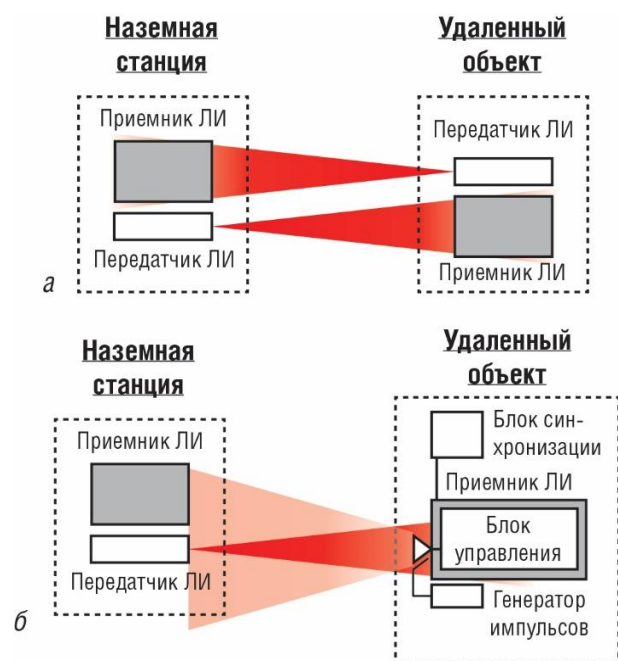 Наземная
станция
Удаленный
объект
Приемник ЛИ
Передатчик ЛИ
Передатчик ЛИ
Приемник ЛИ
а
Наземная
станция
Удаленный
объект
Приемник ЛИ
Передатчик ЛИ
Блок син-
хронизации
Приемник ЛИ
Блок
управления
Генератор
импульсов
б